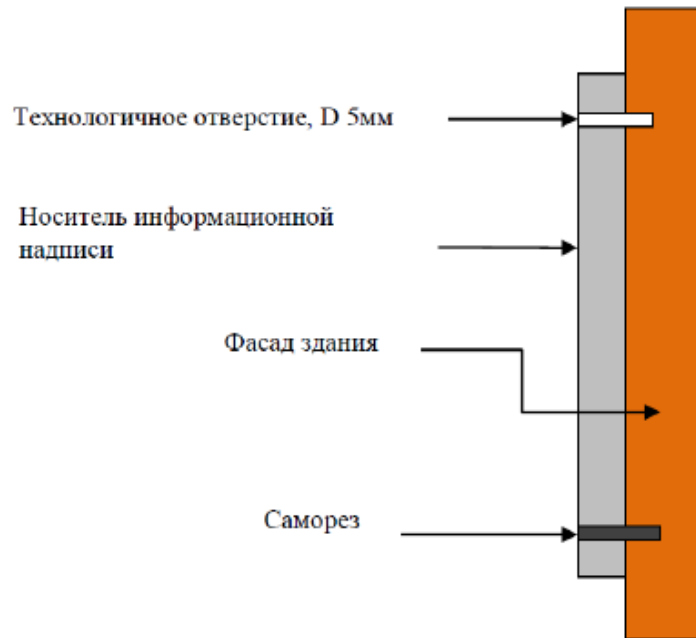 Технологичное отверстие, D 5мм
Носитель информационной
надписи
Фасад здания
Саморез